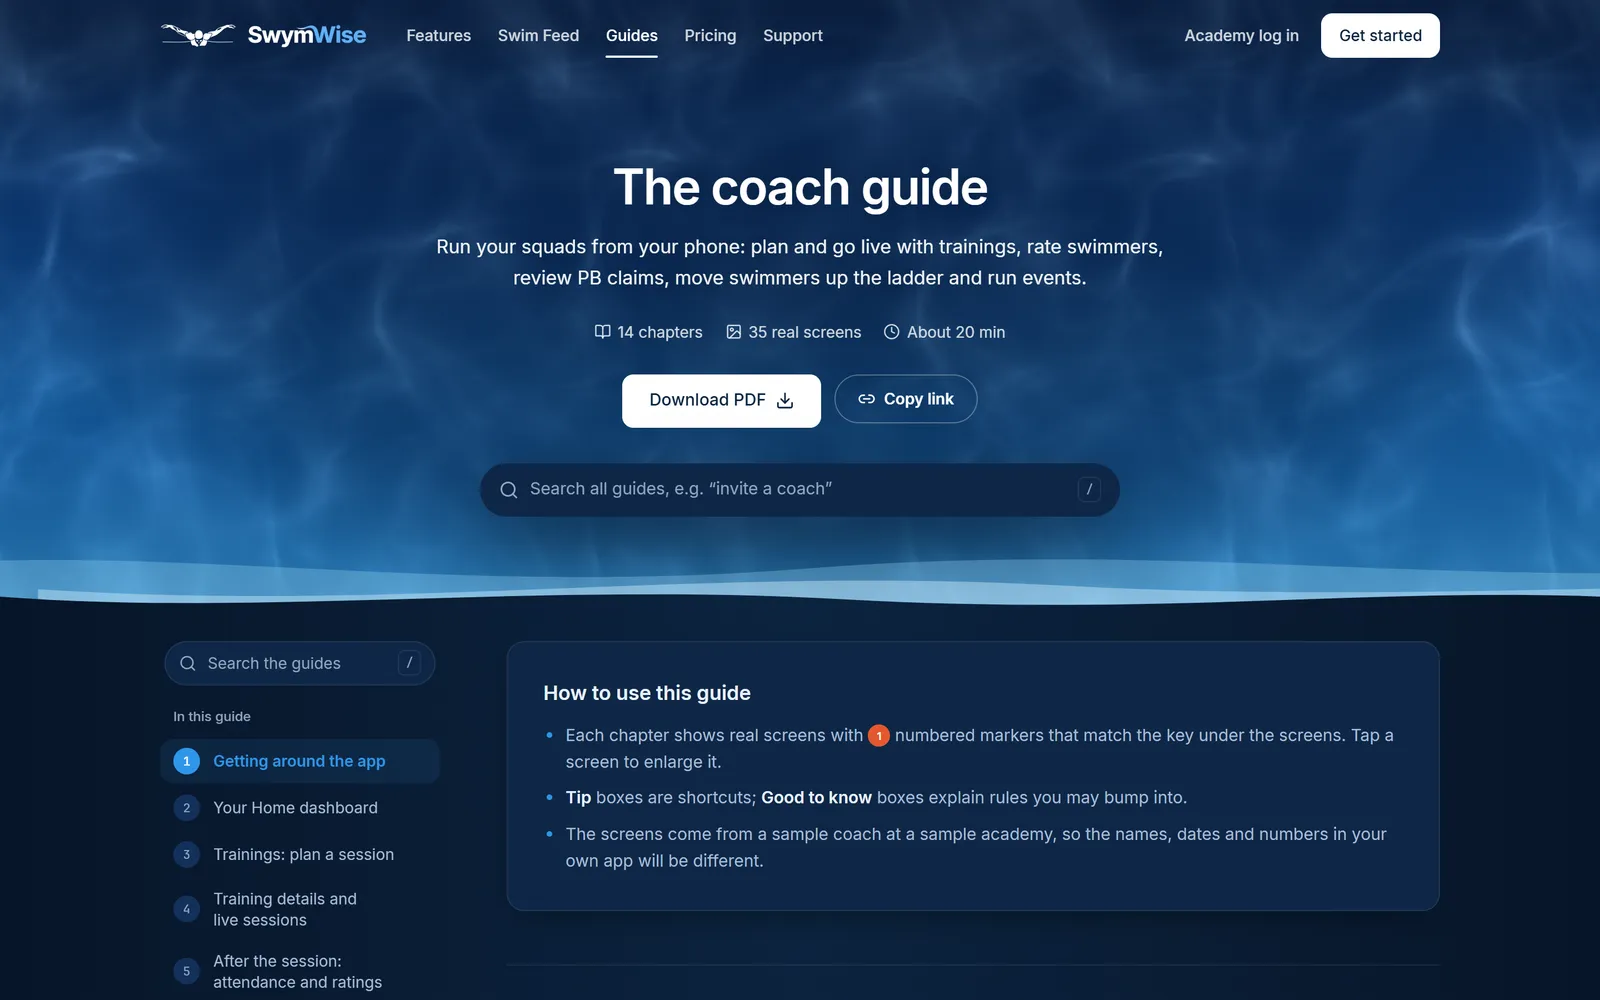 SwymWise
Features
Swim Feed
Guides
Pricing
Support
Academy log in
Get started
The coach guide
Run your squads from your phone: plan and go live with trainings, rate swimmers,
review PB claims, move swimmers up the ladder and run events.
14 chapters
35 real screens
About 20 min
Download PDF
Copy link
Search all guides, e.g. “invite a coach”
/
Search the guides
/
In this guide
1 Getting around the app
2 Your Home dashboard
3 Trainings: plan a session
4 Training details and
live sessions
5 After the session:
attendance and ratings
How to use this guide
• Each chapter shows real screens with 1 numbered markers that match the key under the screens. Tap a
screen to enlarge it.
• Tip boxes are shortcuts; Good to know boxes explain rules you may bump into.
• The screens come from a sample coach at a sample academy, so the names, dates and numbers in your
own app will be different.